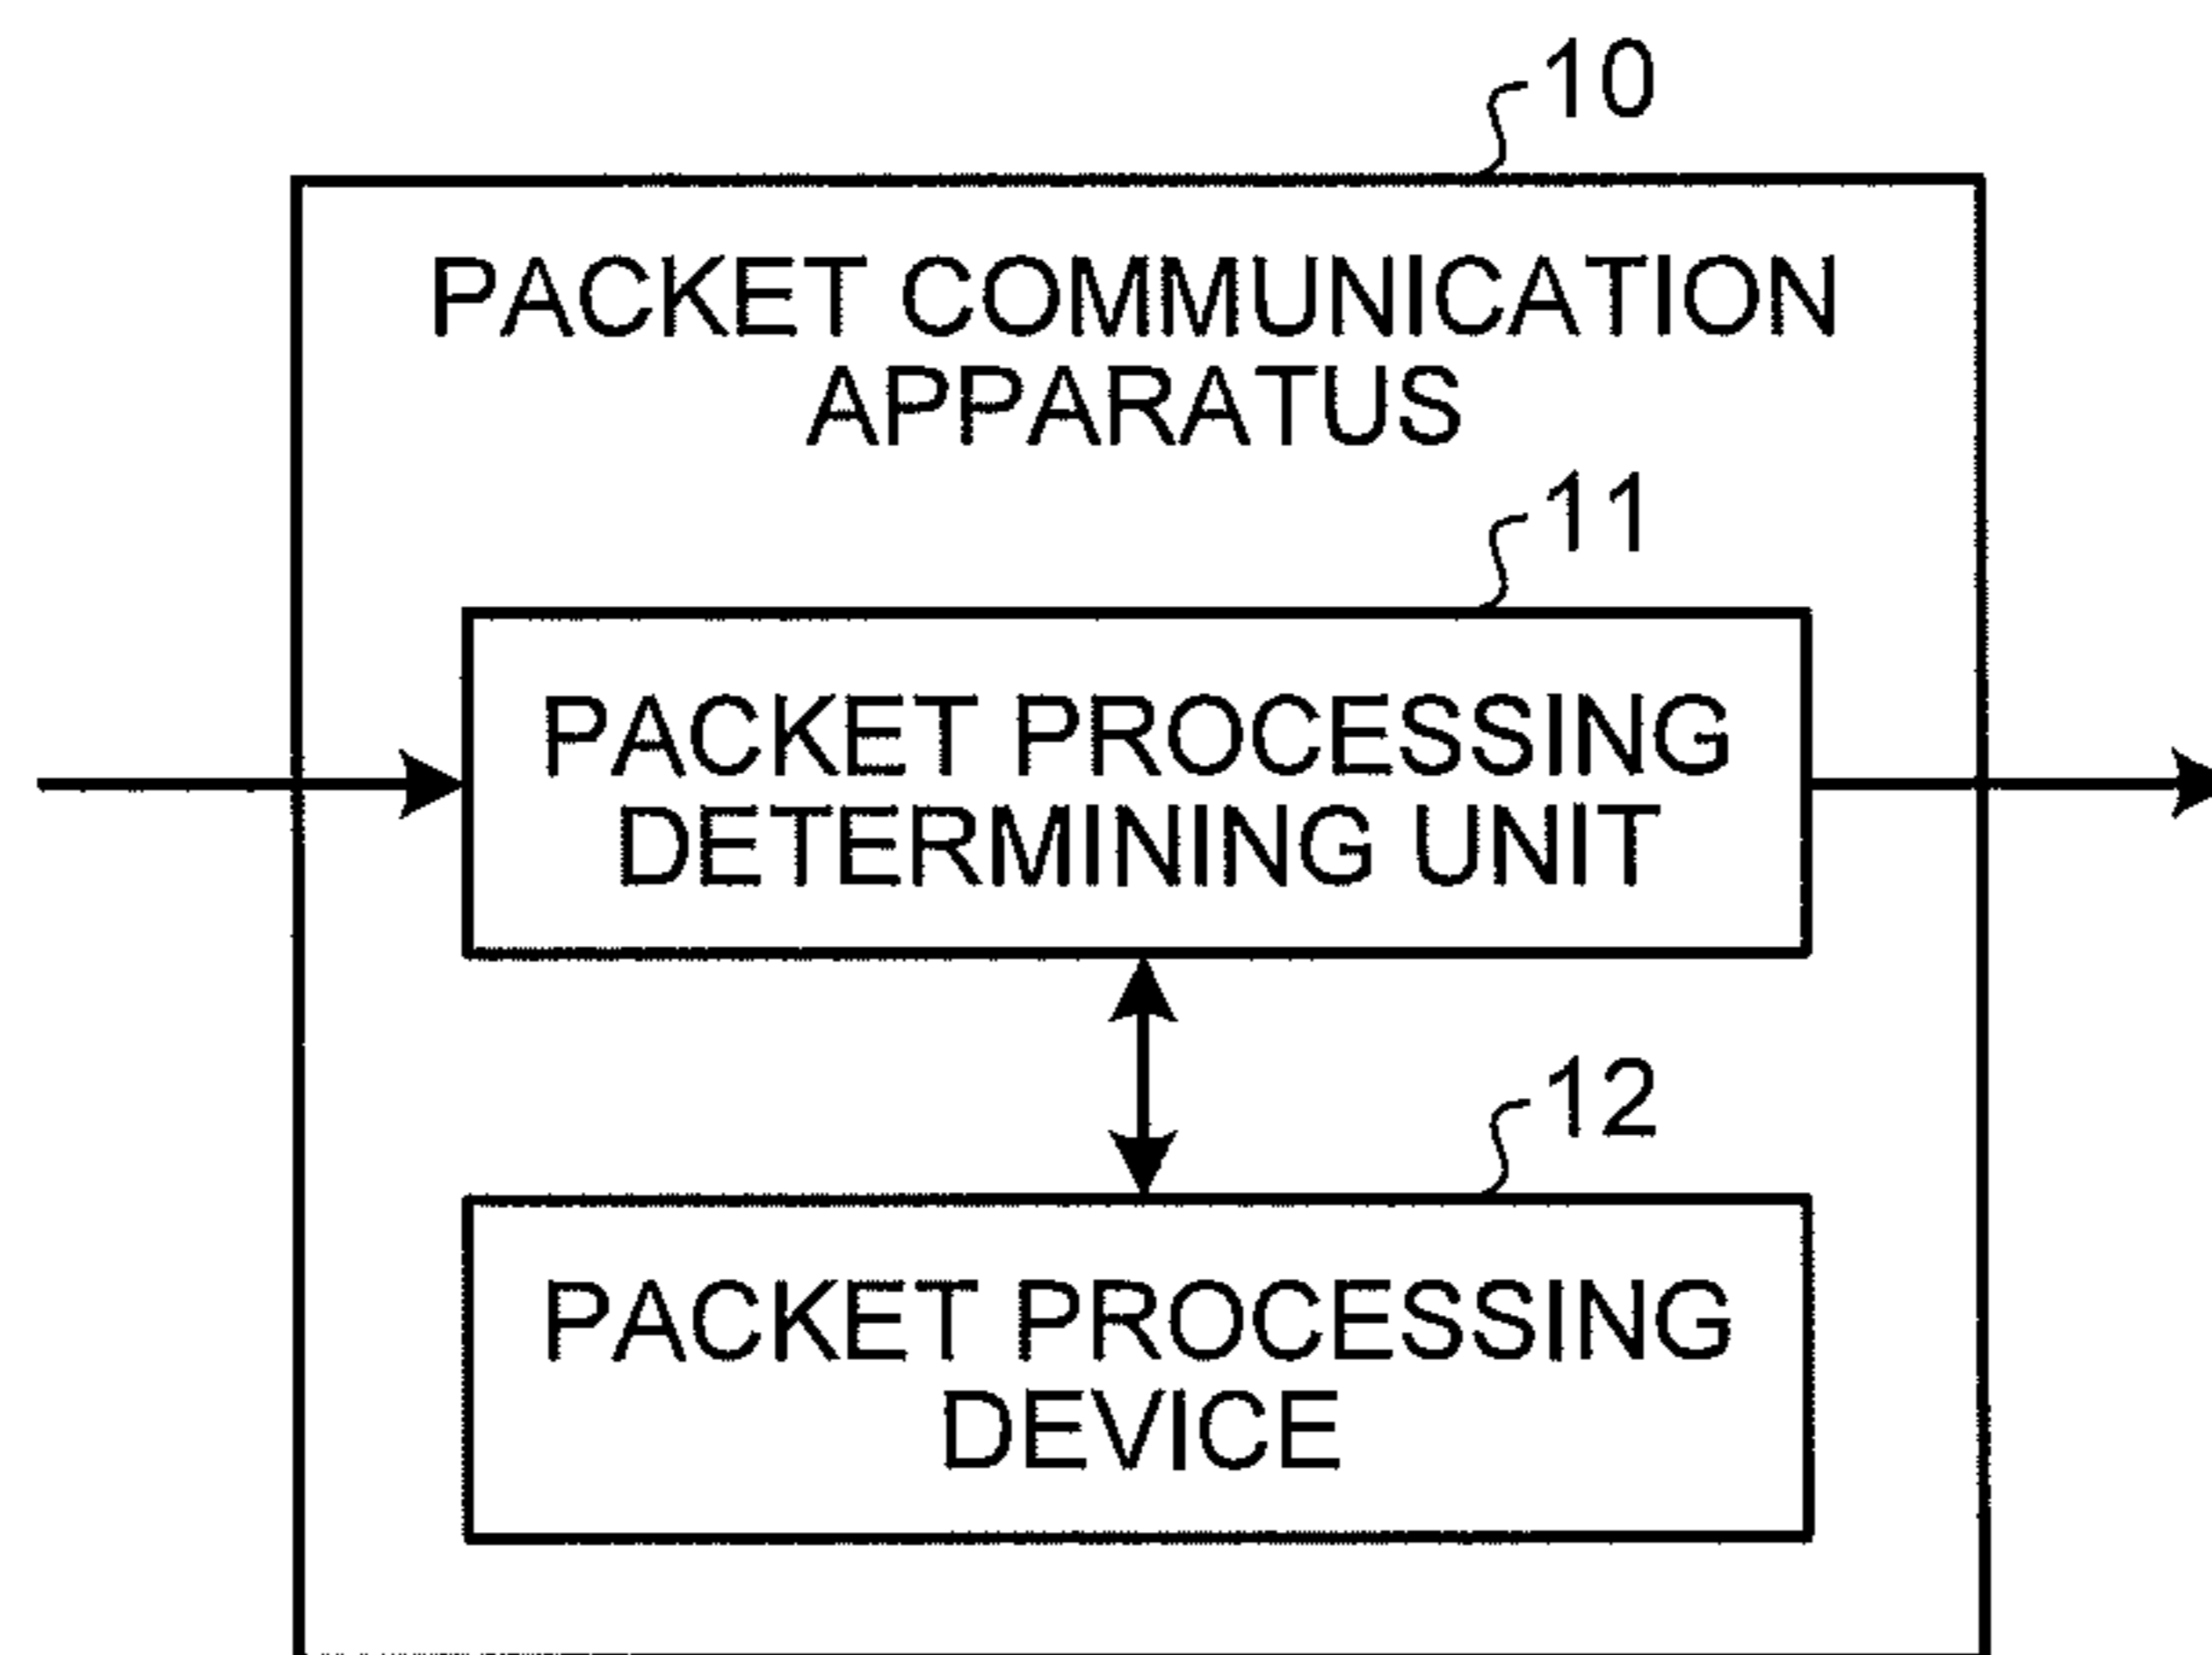 10
PACKET COMMUNICATION
APPARATUS
11
PACKET PROCESSING
DETERMINING UNIT
12
PACKET PROCESSING
DEVICE